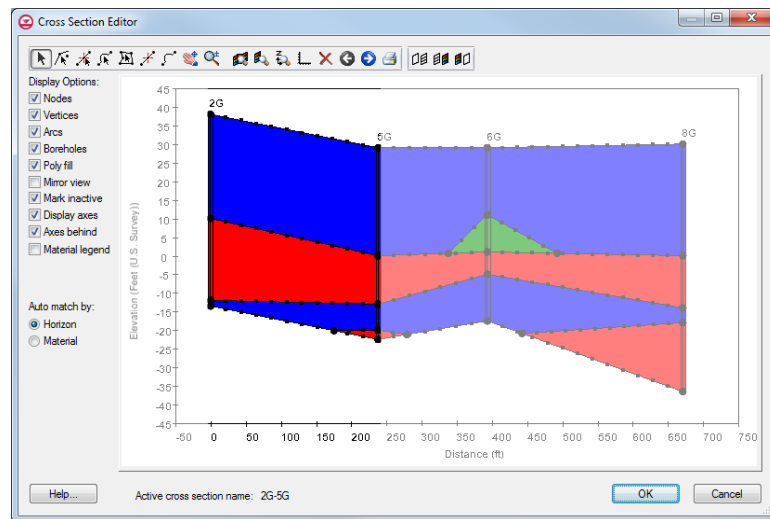 Cross Section Editor
Display Options:
Nodes
Vertices
Arcs
Boreholes
Poly fill
Mirror view
Mark inactive
Display axes
Axes behind
Material legend
Auto match by:
Horizon
Material
Elevation (Feet (U.S. Survey))
45
40
35
30
25
20
15
10
5
0
-5
-10
-15
-20
-25
-30
-35
-40
-45
2G
5G
6G
8G
-50 0 50 100 150 200 250 300 350 400 450 500 550 600 650 700 750
Distance (ft)
Help...
Active cross section name: 2G-5G
OK
Cancel